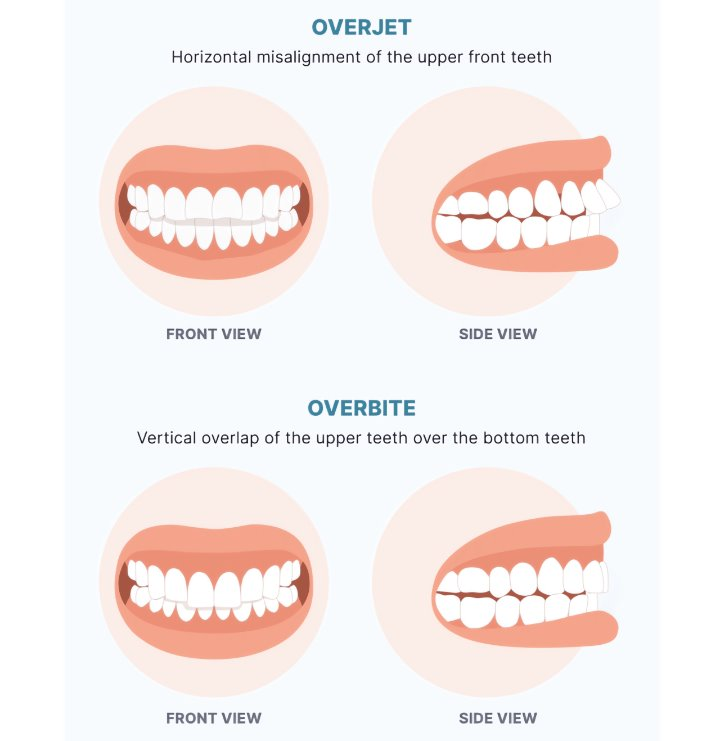 OVERJET
Horizontal misalignment of the upper front teeth
FRONT VIEW
SIDE VIEW
OVERBITE
Vertical overlap of the upper teeth over the bottom teeth
FRONT VIEW
SIDE VIEW